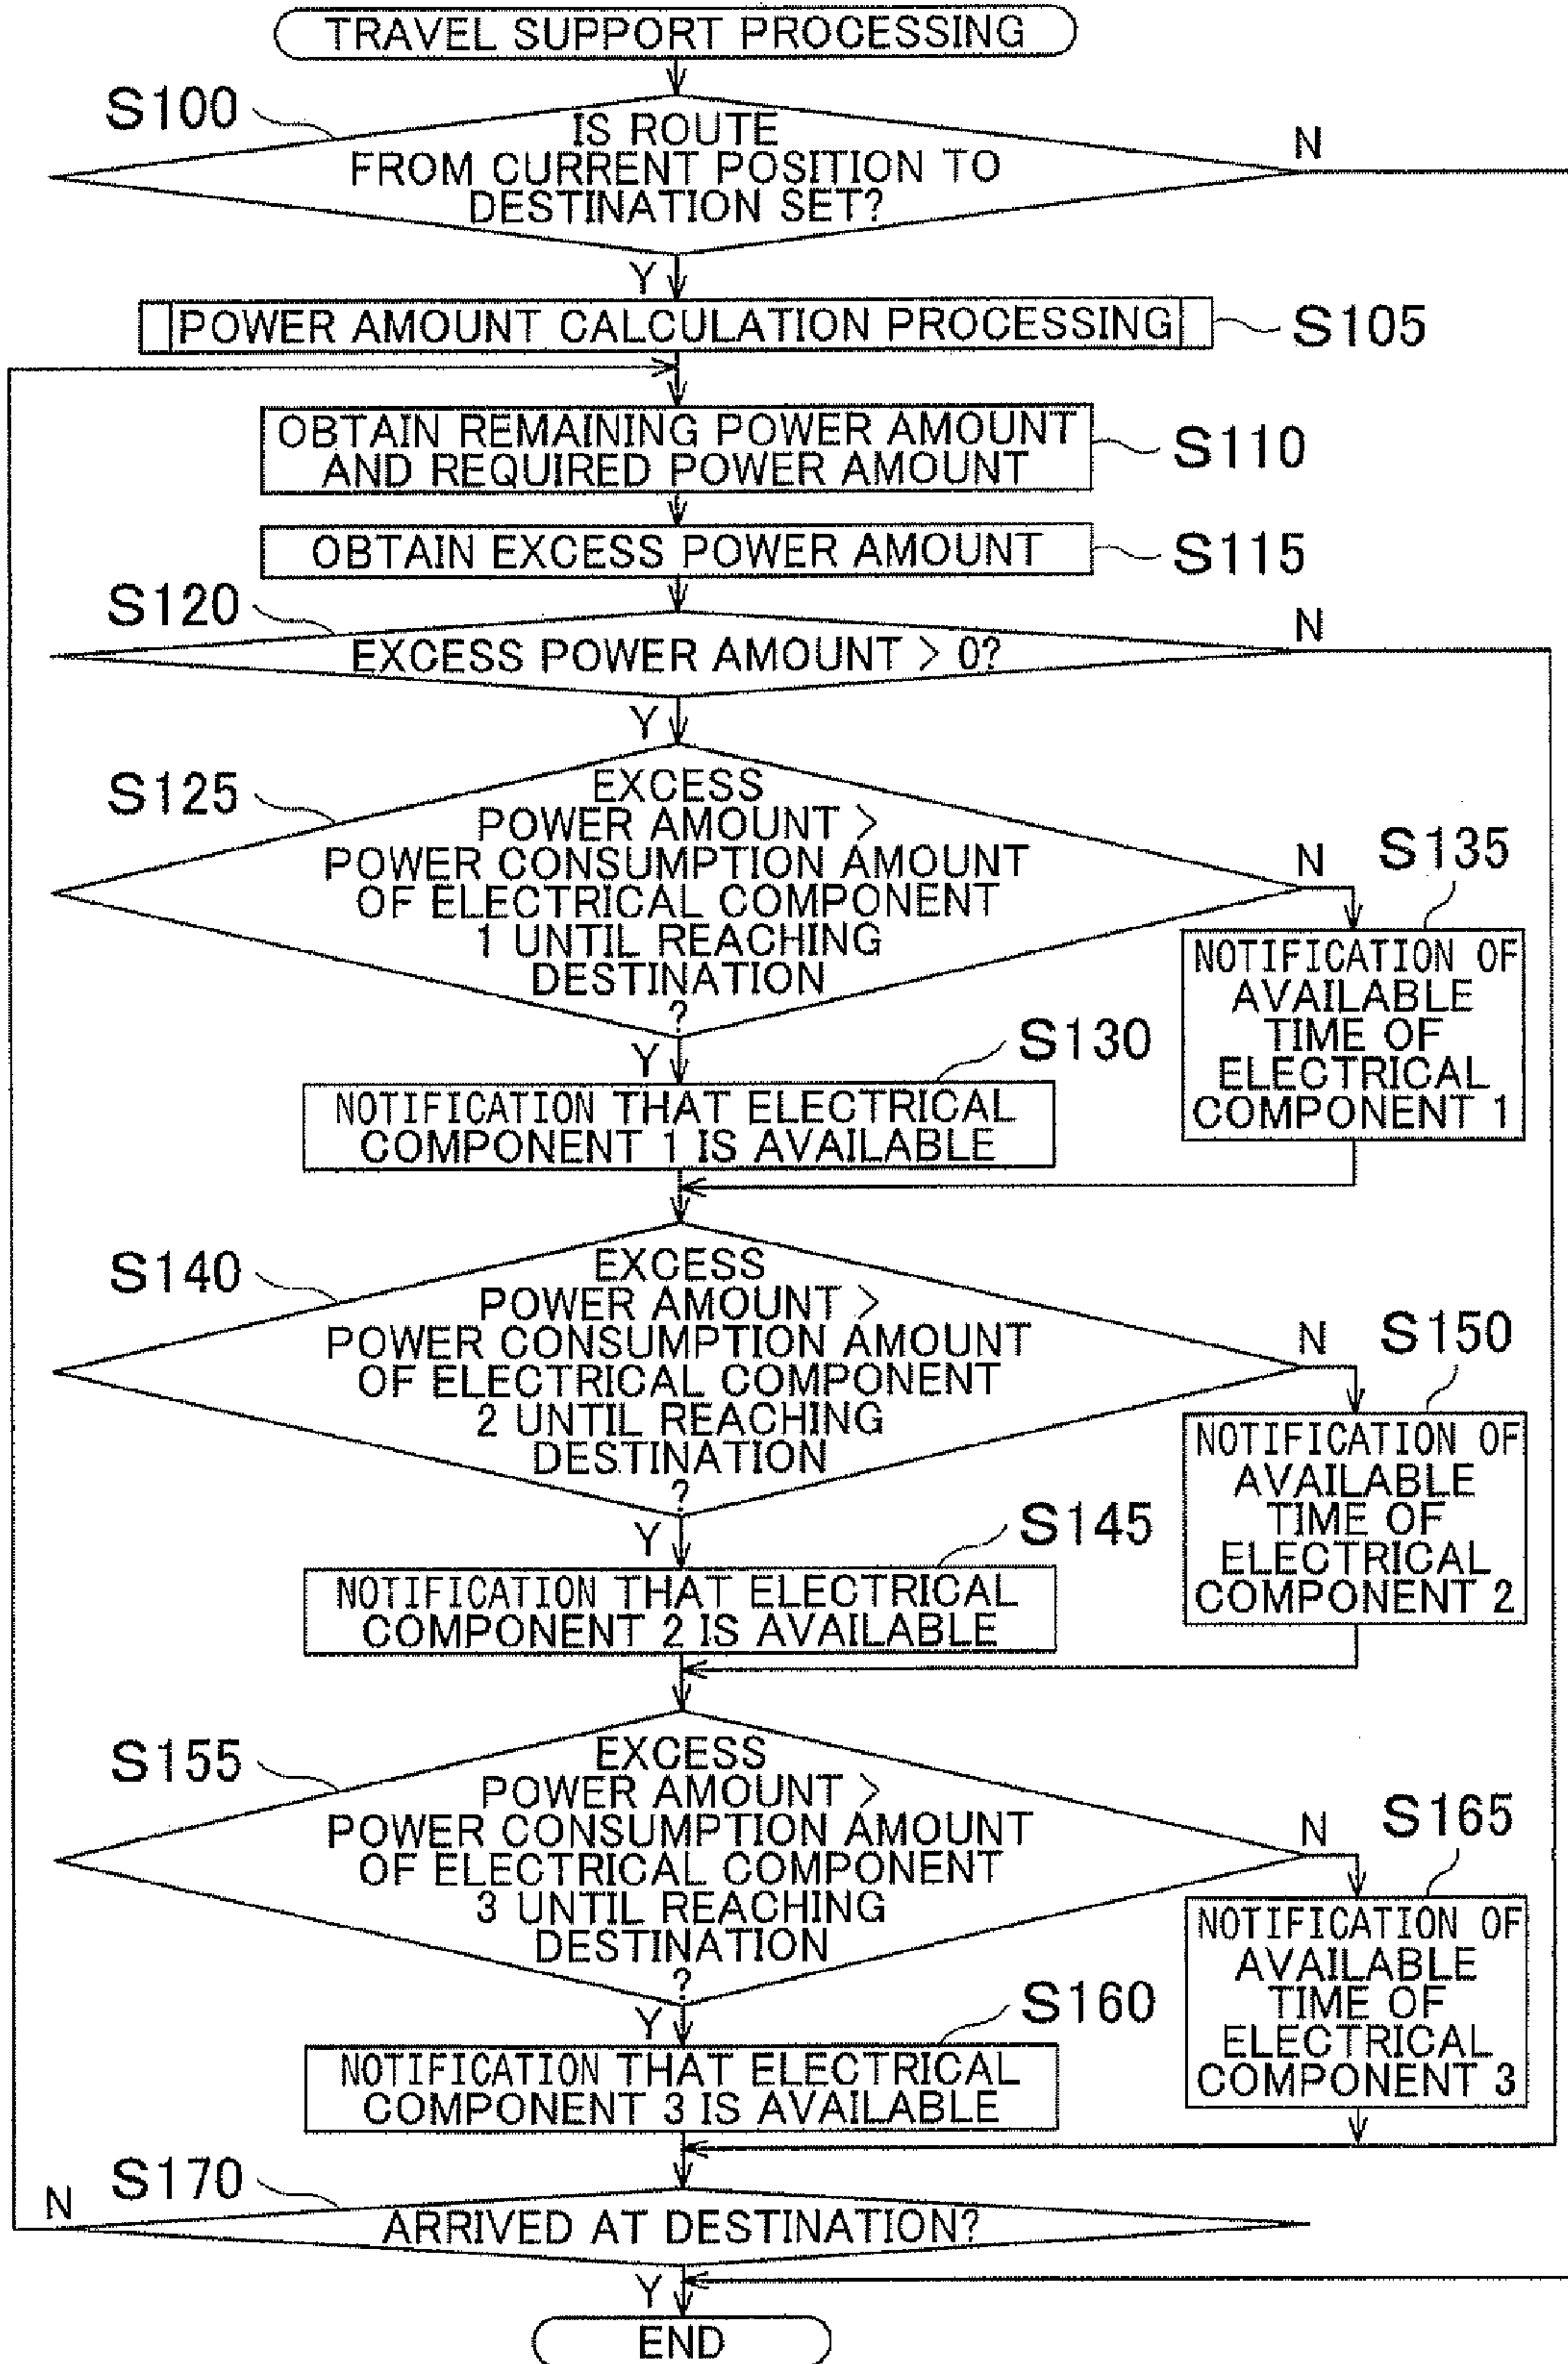 TRAVEL SUPPORT PROCESSING
S100
IS ROUTE
FROM CURRENT POSITION TO
DESTINATION SET?
N
Y
POWER AMOUNT CALCULATION PROCESSING
S105
OBTAIN REMAINING POWER AMOUNT
AND REQUIRED POWER AMOUNT
S110
OBTAIN EXCESS POWER AMOUNT
S115
S120
EXCESS POWER AMOUNT > 0?
N
Y
S125
EXCESS
POWER AMOUNT >
POWER CONSUMPTION AMOUNT
OF ELECTRICAL COMPONENT
1 UNTIL REACHING
DESTINATION
?
N
S135
NOTIFICATION OF
AVAILABLE
TIME OF
ELECTRICAL
COMPONENT 1
Y
S130
NOTIFICATION THAT ELECTRICAL
COMPONENT 1 IS AVAILABLE
S140
EXCESS
POWER AMOUNT >
POWER CONSUMPTION AMOUNT
OF ELECTRICAL COMPONENT
2 UNTIL REACHING
DESTINATION
?
N
S150
NOTIFICATION OF
AVAILABLE
TIME OF
ELECTRICAL
COMPONENT 2
Y
S145
NOTIFICATION THAT ELECTRICAL
COMPONENT 2 IS AVAILABLE
S155
EXCESS
POWER AMOUNT >
POWER CONSUMPTION AMOUNT
OF ELECTRICAL COMPONENT
3 UNTIL REACHING
DESTINATION
?
N
S165
NOTIFICATION OF
AVAILABLE
TIME OF
ELECTRICAL
COMPONENT 3
Y
S160
NOTIFICATION THAT ELECTRICAL
COMPONENT 3 IS AVAILABLE
S170
N
ARRIVED AT DESTINATION?
Y
END